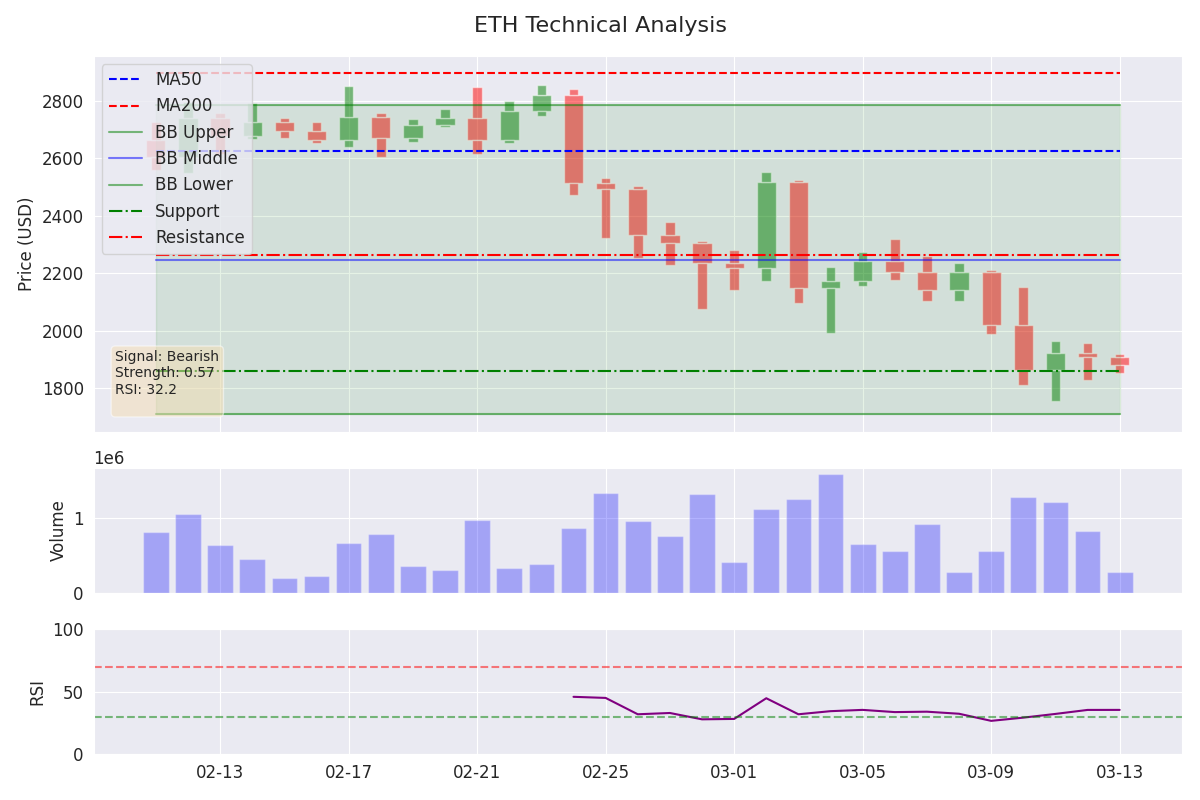 ETH Technical Analysis
MA50
MA200
BB Upper
BB Middle
BB Lower
Support
Resistance
Price (USD)
2800
2600
2400
2200
2000
1800
Signal: Bearish
Strength: 0.57
RSI: 32.2
1e6
Volume
1
0
RSI
100
50
0
02-13
02-17
02-21
02-25
03-01
03-05
03-09
03-13